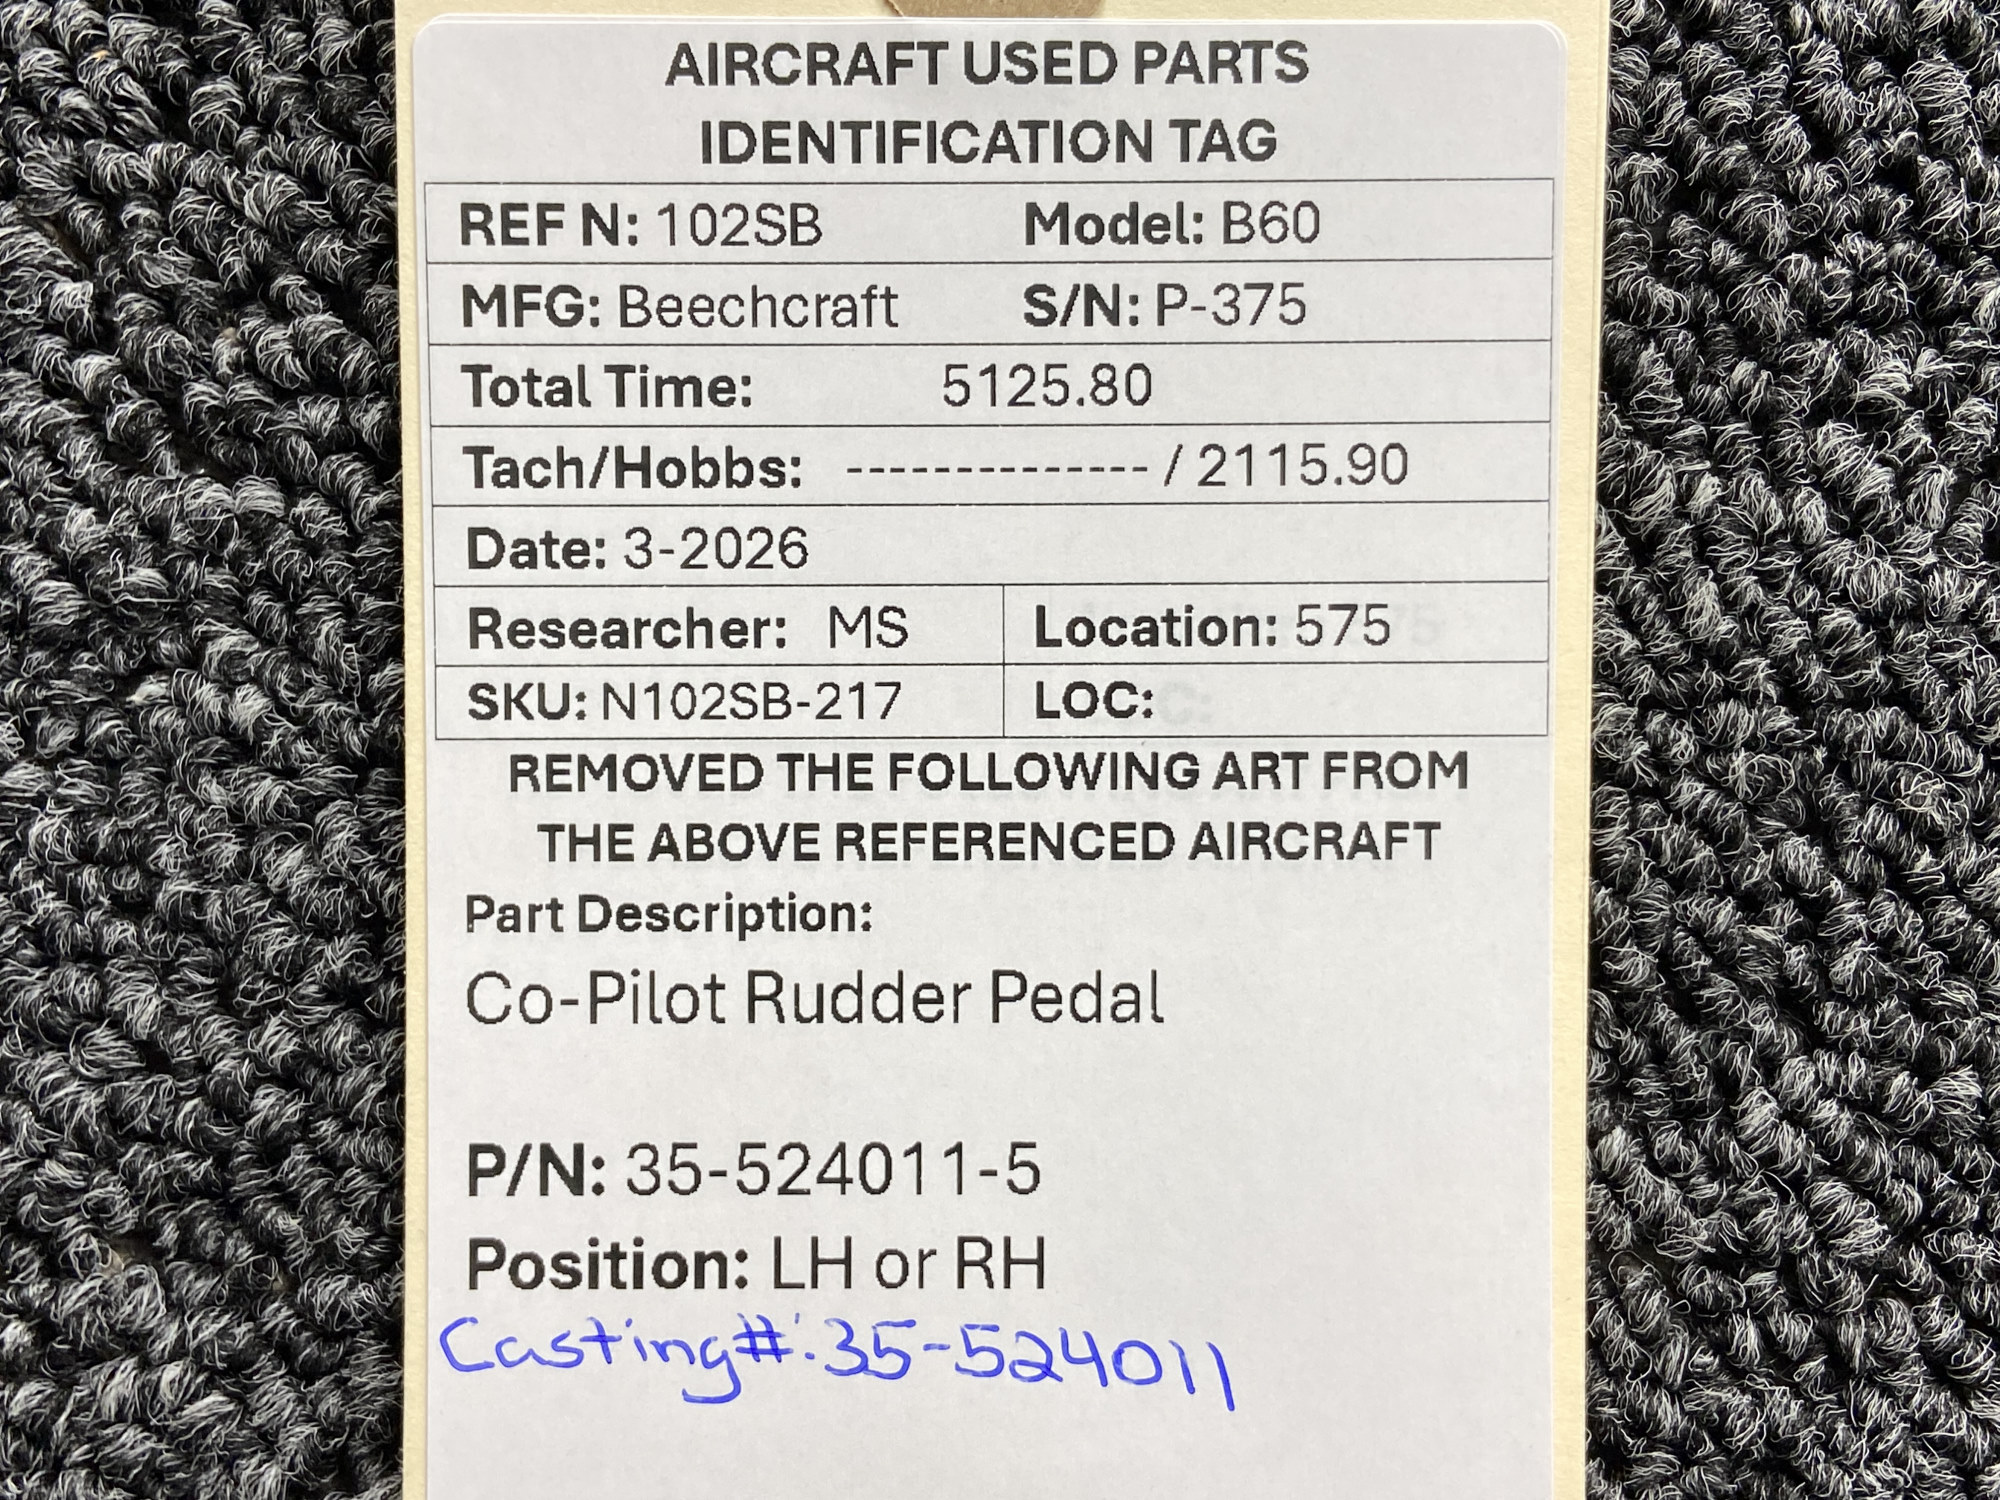 AIRCRAFT USED PARTS
IDENTIFICATION TAG
REF N: 102SB Model: B60
MFG: Beechcraft S/N: P-375
Total Time: 5125.80
Tach/Hobbs: --------------- / 2115.90
Date: 3-2026
Researcher: MS Location: 575
SKU: N102SB-217 LOC:
REMOVED THE FOLLOWING ART FROM
THE ABOVE REFERENCED AIRCRAFT
Part Description:
Co-Pilot Rudder Pedal
P/N: 35-524011-5
Position: LH or RH
Casting#: 35-524011